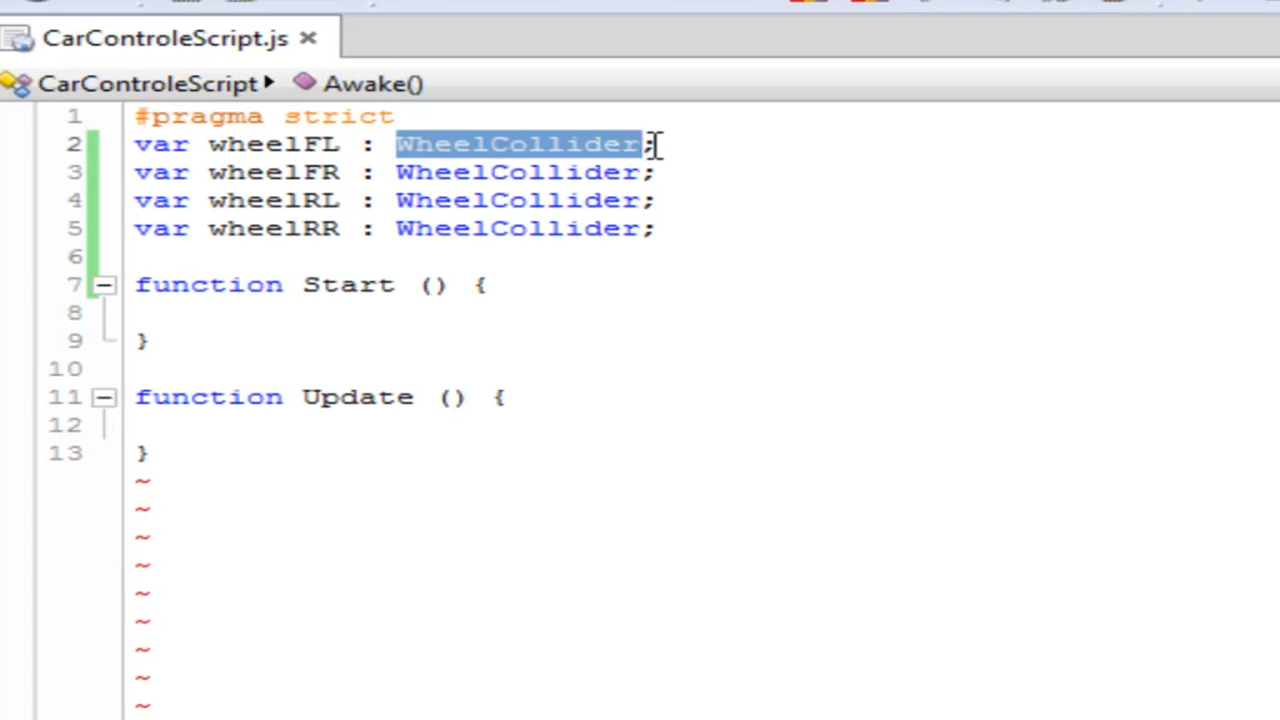 CarControleScript.js ×
CarControleScript Awake()
1 #pragma strict
2 var wheelFL : WheelCollider;
3 var wheelFR : WheelCollider;
4 var wheelRL : WheelCollider;
5 var wheelRR : WheelCollider;
6
7 function Start () {
8
9 }
10
11 function Update () {
12
13 }
~
~
~
~
~
~
~
~
~